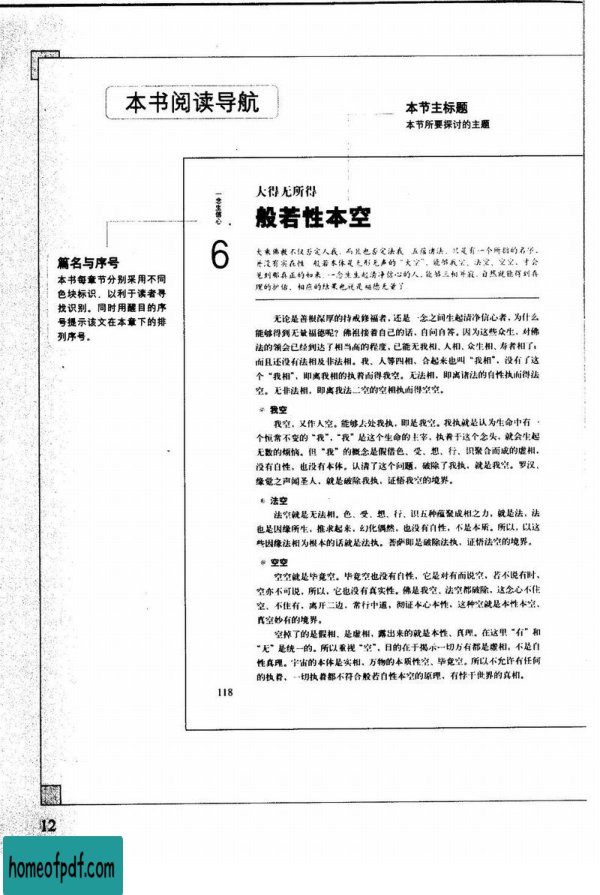 本书阅读导航
本节主标题
本节所要探讨的主题
篇名与序号
本书每章节分别采用不同
色块标识，以利于读者寻
找识别。同时用醒目的序
号提示该文在本章下的排
列序号。
一念生信心
6
大得无所得
般若性本空
大乘佛教不仅否定人我，而且也否定法我，五蕴诸法，只是有一个所指的名字，
并没有实在性。般若本体是无形无声的“大空”，能够我空、法空、空空，才会
见到那真正的如来。一念生生起清净信心的人，能够三相并寂，自然就能得到真
理的护佑，相应的结果也就是福德无量了。
无论是善根深厚的持戒修福者，还是一念之间生起清净信心者，为什么
能够得到无量福德呢？佛祖接着自己的话，自问自答。因为这些众生，对佛
法的领会已经到达了相当高的程度，已能无我相、人相、众生相、寿者相了；
而且还没有法相及非法相。我、人等四相，合起来也叫“我相”，没有了这
个“我相”，即离我相的执着而得我空。无法相，即离诸法的自性执而得法
空。无非法相，即离我法二空的空相执而得空空。
我空
我空，又作人空。能够去处我执，即是我空。我执就是认为生命中有一
个恒常不变的“我”，“我”是这个生命的主宰，执着于这个念头，就会生起
无数的烦恼。但“我”的概念是假借色、受、想、行、识聚合而成的虚相，
没有自性，也没有本体。认清了这个问题，破除了我执，就是我空。罗汉、
缘觉之声闻圣人，就是破除我执，证悟我空的境界。
法空
法空就是无法相。色、受、想、行、识五种蕴聚成相之力，就是法，法
也是因缘所生，推求起来，幻化偶然，也没有自性，不是本质。所以，以这
些因缘法相为根本的话就是法执。菩萨即是破除法执，证悟法空的境界。
空空
空空就是毕竟空。毕竟空也没有自性，它是对有而说空，若不说有时，
空亦不可说，所以，它也没有真实性。佛是我空、法空都破除，这念心不住
空、不住有，离开二边，常行中道，彻证本心本性，这种空就是本性本空、
真空妙有的境界。
空掉了的是假相、是虚相，露出来的就是本性、真理。在这里“有”和
“无”是统一的。所以重视“空”，目的在于揭示一切万有都是虚相，不是自
性真理。宇宙的本体是实相，万物的本质性空、毕竟空。所以不允许有任何
的执着，一切执着都不符合般若自性本空的原理，有悖于世界的真相。
118
12
homeofpdf.com